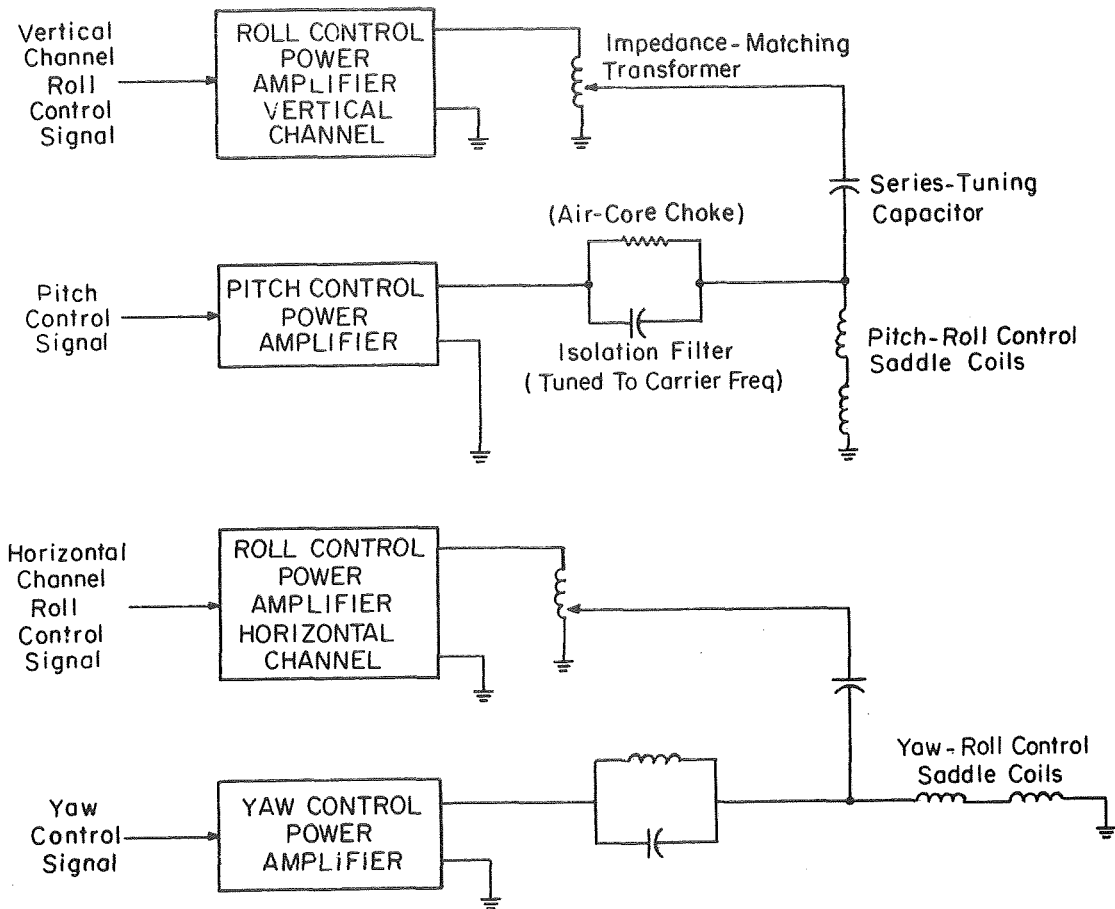 Vertical
Channel
Roll
Control
Signal
ROLL CONTROL
POWER
AMPLIFIER
VERTICAL
CHANNEL
Impedance-Matching
Transformer
Series-Tuning
Capacitor
(Air-Core Choke)
Pitch
Control
Signal
PITCH CONTROL
POWER
AMPLIFIER
Isolation Filter
(Tuned To Carrier Freq)
Pitch-Roll Control
Saddle Coils
Horizontal
Channel
Roll
Control
Signal
ROLL CONTROL
POWER
AMPLIFIER
HORIZONTAL
CHANNEL
Yaw-Roll Control
Saddle Coils
Yaw
Control
Signal
YAW CONTROL
POWER
AMPLIFIER